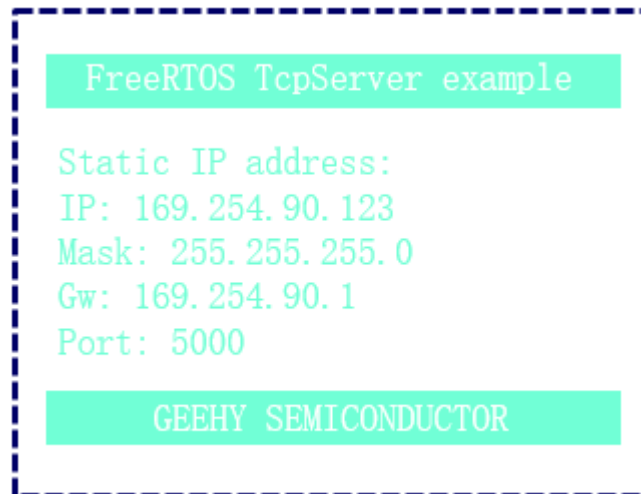 FreeRTOS TcpServer example
Static IP address:
IP: 169.254.90.123
Mask: 255.255.255.0
Gw: 169.254.90.1
Port: 5000
GEEHY SEMICONDUCTOR